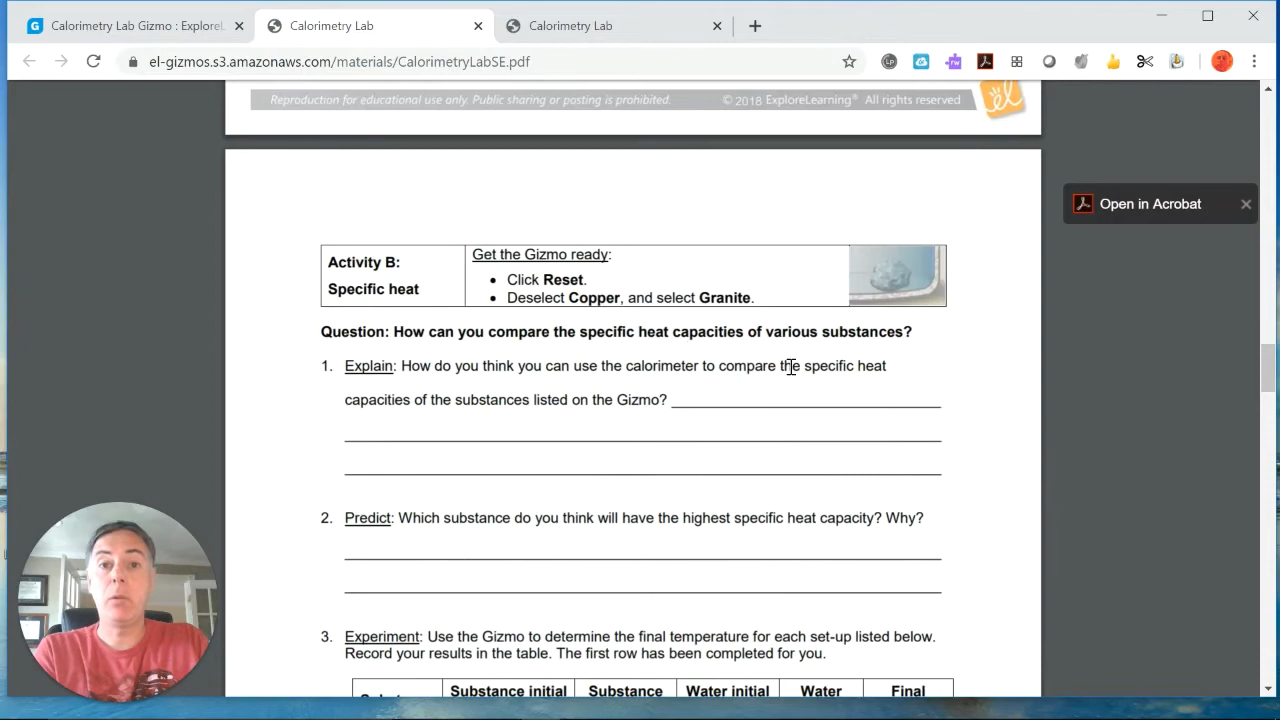 Calorimetry Lab Gizmo : ExploreL
Calorimetry Lab
Calorimetry Lab
el-gizmos.s3.amazonaws.com/materials/CalorimetryLabSE.pdf
Reproduction for educational use only. Public sharing or posting is prohibited.
© 2018 ExploreLearning® All rights reserved
Open in Acrobat
Activity B:
Specific heat
Get the Gizmo ready:
• Click Reset.
• Deselect Copper, and select Granite.
Question: How can you compare the specific heat capacities of various substances?
1. Explain: How do you think you can use the calorimeter to compare the specific heat
capacities of the substances listed on the Gizmo?
2. Predict: Which substance do you think will have the highest specific heat capacity? Why?
3. Experiment: Use the Gizmo to determine the final temperature for each set-up listed below.
Record your results in the table. The first row has been completed for you.
Substance initial
Substance
Water initial
Water
Final